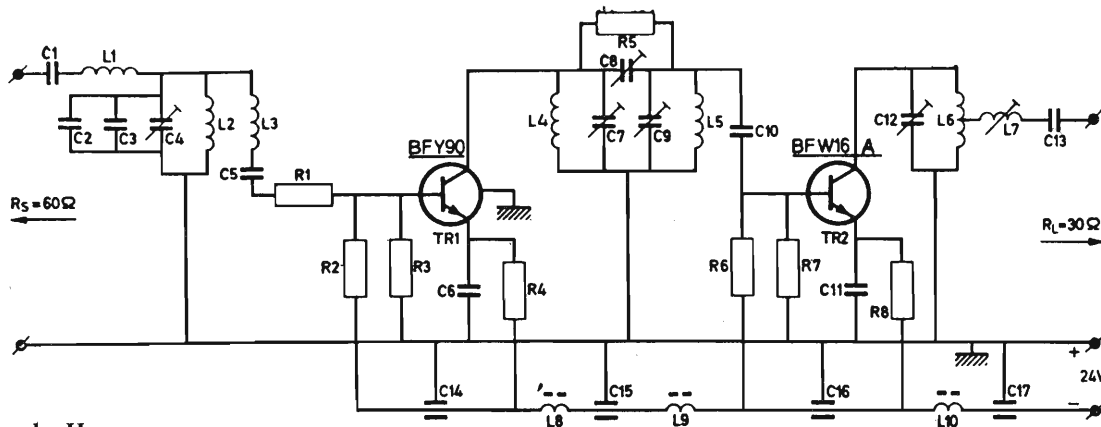 R5
C1
L1
C8
C2
C3
C4
L2
L3
L4
C7
C9
L5
C10
C12
L6
L7
C13
BFY90
BFW16 A
C5
R1
RS=60Ω
RL=30Ω
TR1
TR2
R2
R3
C6
R4
R6
R7
C11
R8
+
24V
-
C14
C15
C16
C17
L8
L9
L10